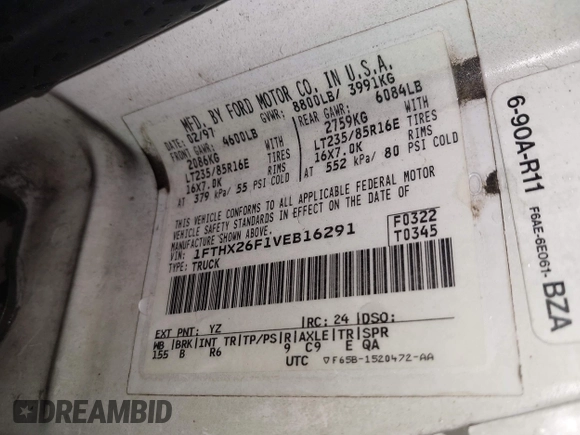 MFD. BY FORD MOTOR CO. IN U.S.A.
DATE: 02/97 GVWR: 8800LB/ 3991KG
FRONT GAWR: 4600LB REAR GAWR: 6084LB
2086KG WITH 2759KG WITH
LT235/85R16E TIRES LT235/85R16E TIRES
16X7.0K RIMS 16X7.0K RIMS
AT 379 kPa/ 55 PSI COLD AT 552 kPa/ 80 PSI COLD
THIS VEHICLE CONFORMS TO ALL APPLICABLE FEDERAL MOTOR
VEHICLE SAFETY STANDARDS IN EFFECT ON THE DATE OF
MANUFACTURE SHOWN ABOVE.
VIN: 1FTHX26F1VEB16291
TYPE: TRUCK
F0322
T0345
EXT PNT: YZ RC: 24 DSO:
WB BRK INT TR TP/PS R AXLE TR SPR
155 B R6 9 C9 E QA
UTC ▽F65B-1520472-AA
6-90A-R11
F6AE-6E061-BZA
DREAMBID